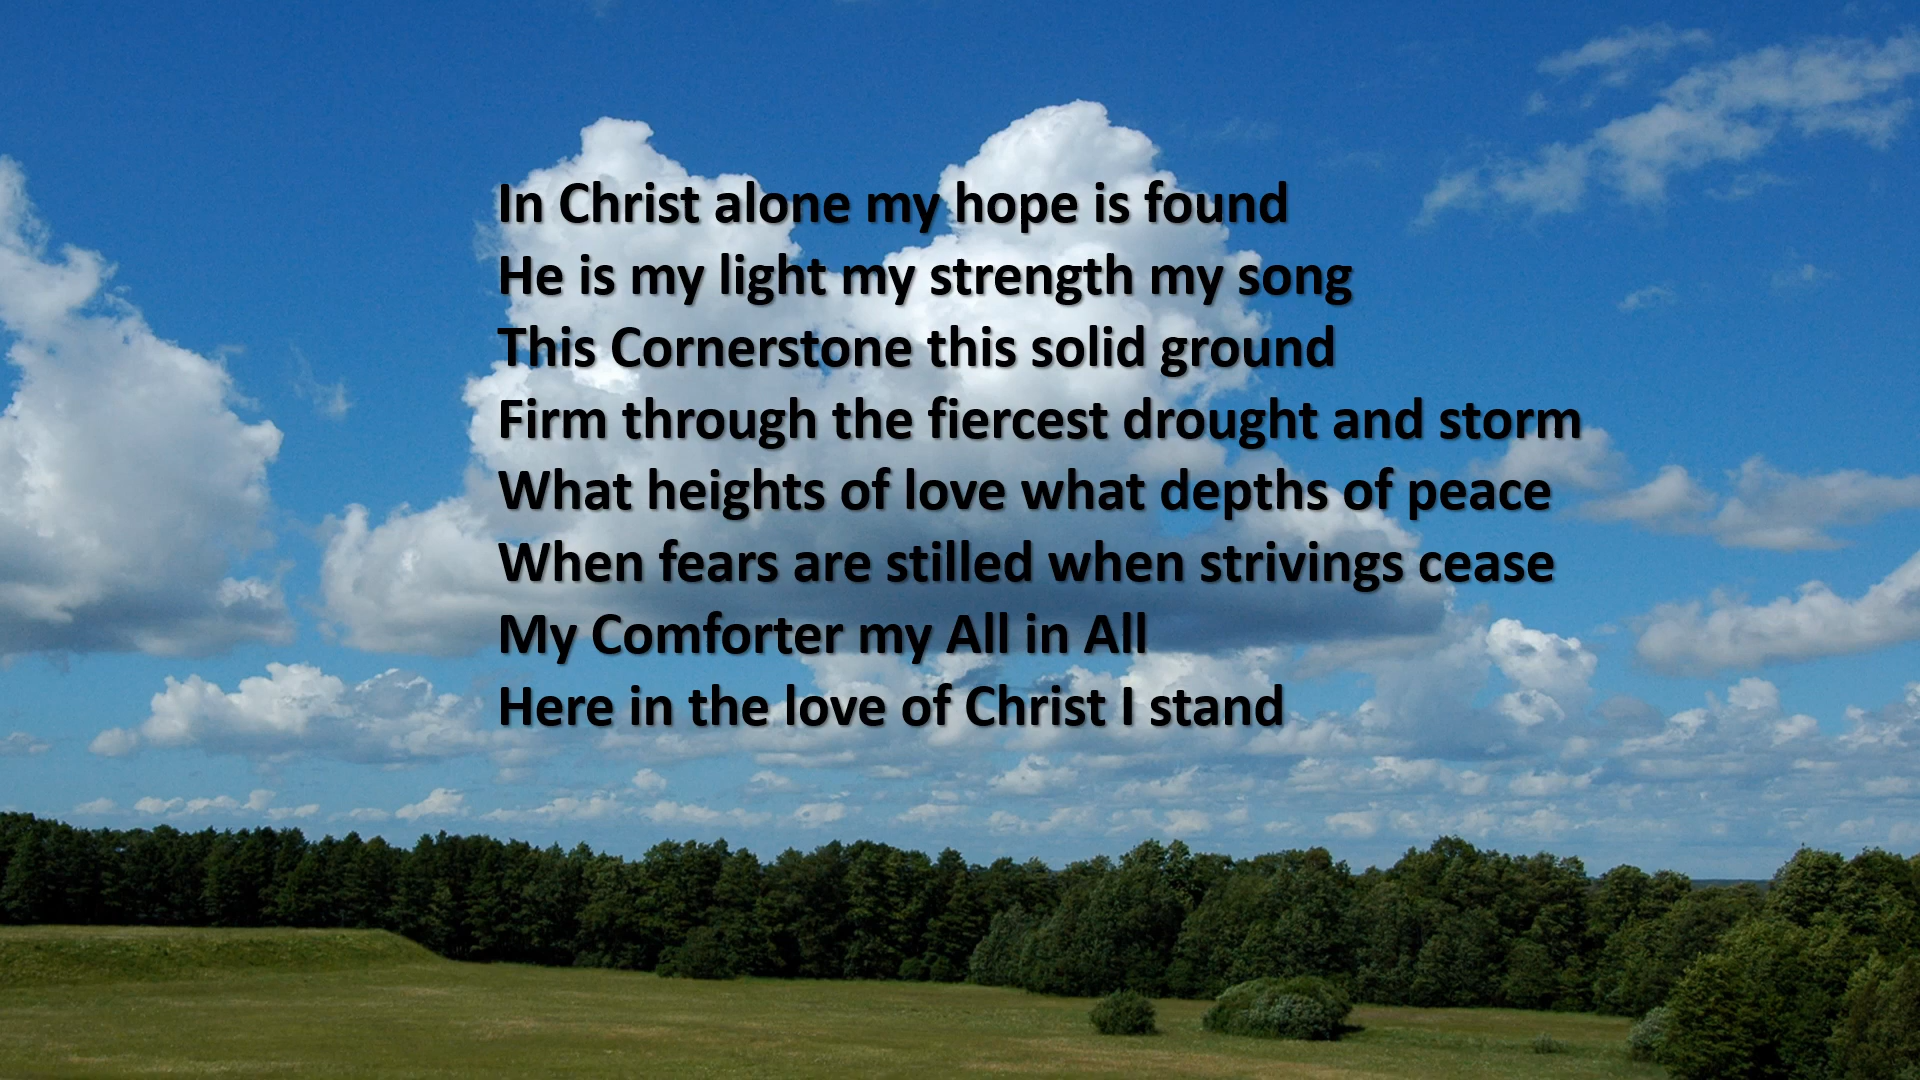 In Christ alone my hope is found
He is my light my strength my song
This Cornerstone this solid ground
Firm through the fiercest drought and storm
What heights of love what depths of peace
When fears are stilled when strivings cease
My Comforter my All in All
Here in the love of Christ I stand